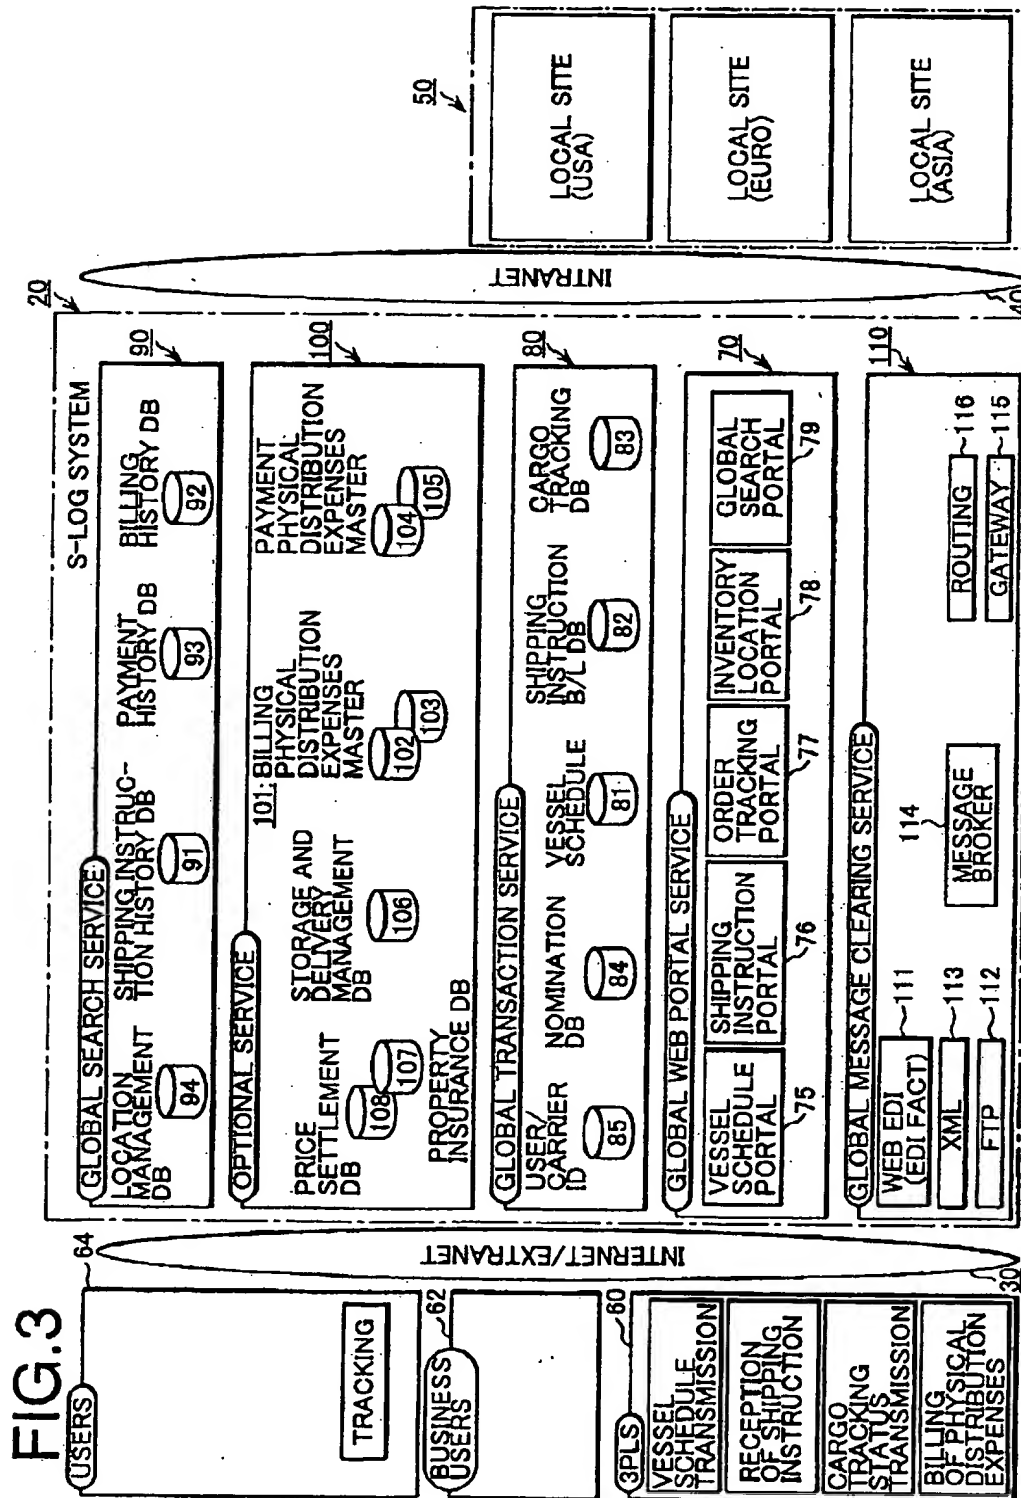 FIG.3
USERS
64
TRACKING
BUSINESS
USERS
62
3PLS
60
VESSEL
SCHEDULE
TRANSMISSION
RECEPTION
OF SHIPPING
INSTRUCTION
CARGO
TRACKING
STATUS
TRANSMISSION
BILLING
OF PHYSICAL
DISTRIBUTION
EXPENSES
INTERNET/EXTRANET
30
S-LOG SYSTEM
20
GLOBAL SEARCH SERVICE
90
LOCATION
MANAGEMENT
DB
94
SHIPPING INSTRUC-
TION HISTORY DB
91
PAYMENT
HISTORY DB
93
BILLING
HISTORY DB
92
OPTIONAL SERVICE
100
PRICE
SETTLEMENT
DB
108
107
PROPERTY
INSURANCE DB
STORAGE AND
DELIVERY
MANAGEMENT
DB
106
101: BILLING
PHYSICAL
DISTRIBUTION
EXPENSES
MASTER
102
103
PAYMENT
PHYSICAL
DISTRIBUTION
EXPENSES
MASTER
104
105
GLOBAL TRANSACTION SERVICE
80
USER/
CARRIER
ID
85
NOMINATION
DB
84
VESSEL
SCHEDULE
81
SHIPPING
INSTRUCTION
B/L DB
82
CARGO
TRACKING
DB
83
GLOBAL WEB PORTAL SERVICE
70
VESSEL
SCHEDULE
PORTAL
75
SHIPPING
INSTRUCTION
PORTAL
76
ORDER
TRACKING
PORTAL
77
INVENTORY
LOCATION
PORTAL
78
GLOBAL
SEARCH
PORTAL
79
GLOBAL MESSAGE CLEARING SERVICE
110
WEB EDI
(EDI FACT)
111
XML
113
FTP
112
MESSAGE
BROKER
114
ROUTING
116
GATEWAY
115
INTRANET
40
50
LOCAL SITE
(USA)
LOCAL SITE
(EURO)
LOCAL SITE
(ASIA)